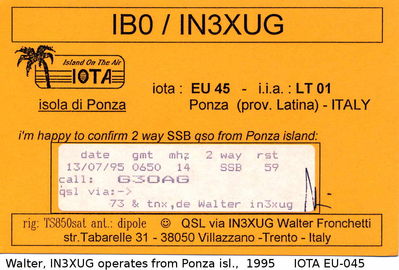 IB0 / IN3XUG
Island On The Air
IOTA
iota : EU 45 - i.i.a. : LT 01
isola di Ponza
Ponza (prov. Latina) - ITALY
i'm happy to confirm 2 way SSB qso from Ponza island:
date gmt mhz 2 way rst
13/07/95 0650 14 SSB 59
call: G3OAG
qsl via:->
73 & tnx,de Walter in3xug
rig: TS850sat ant.: dipole ☺ QSL via IN3XUG Walter Fronchetti
str.Tabarelle 31 - 38050 Villazzano -Trento - Italy
Walter, IN3XUG operates from Ponza isl., 1995 IOTA EU-045